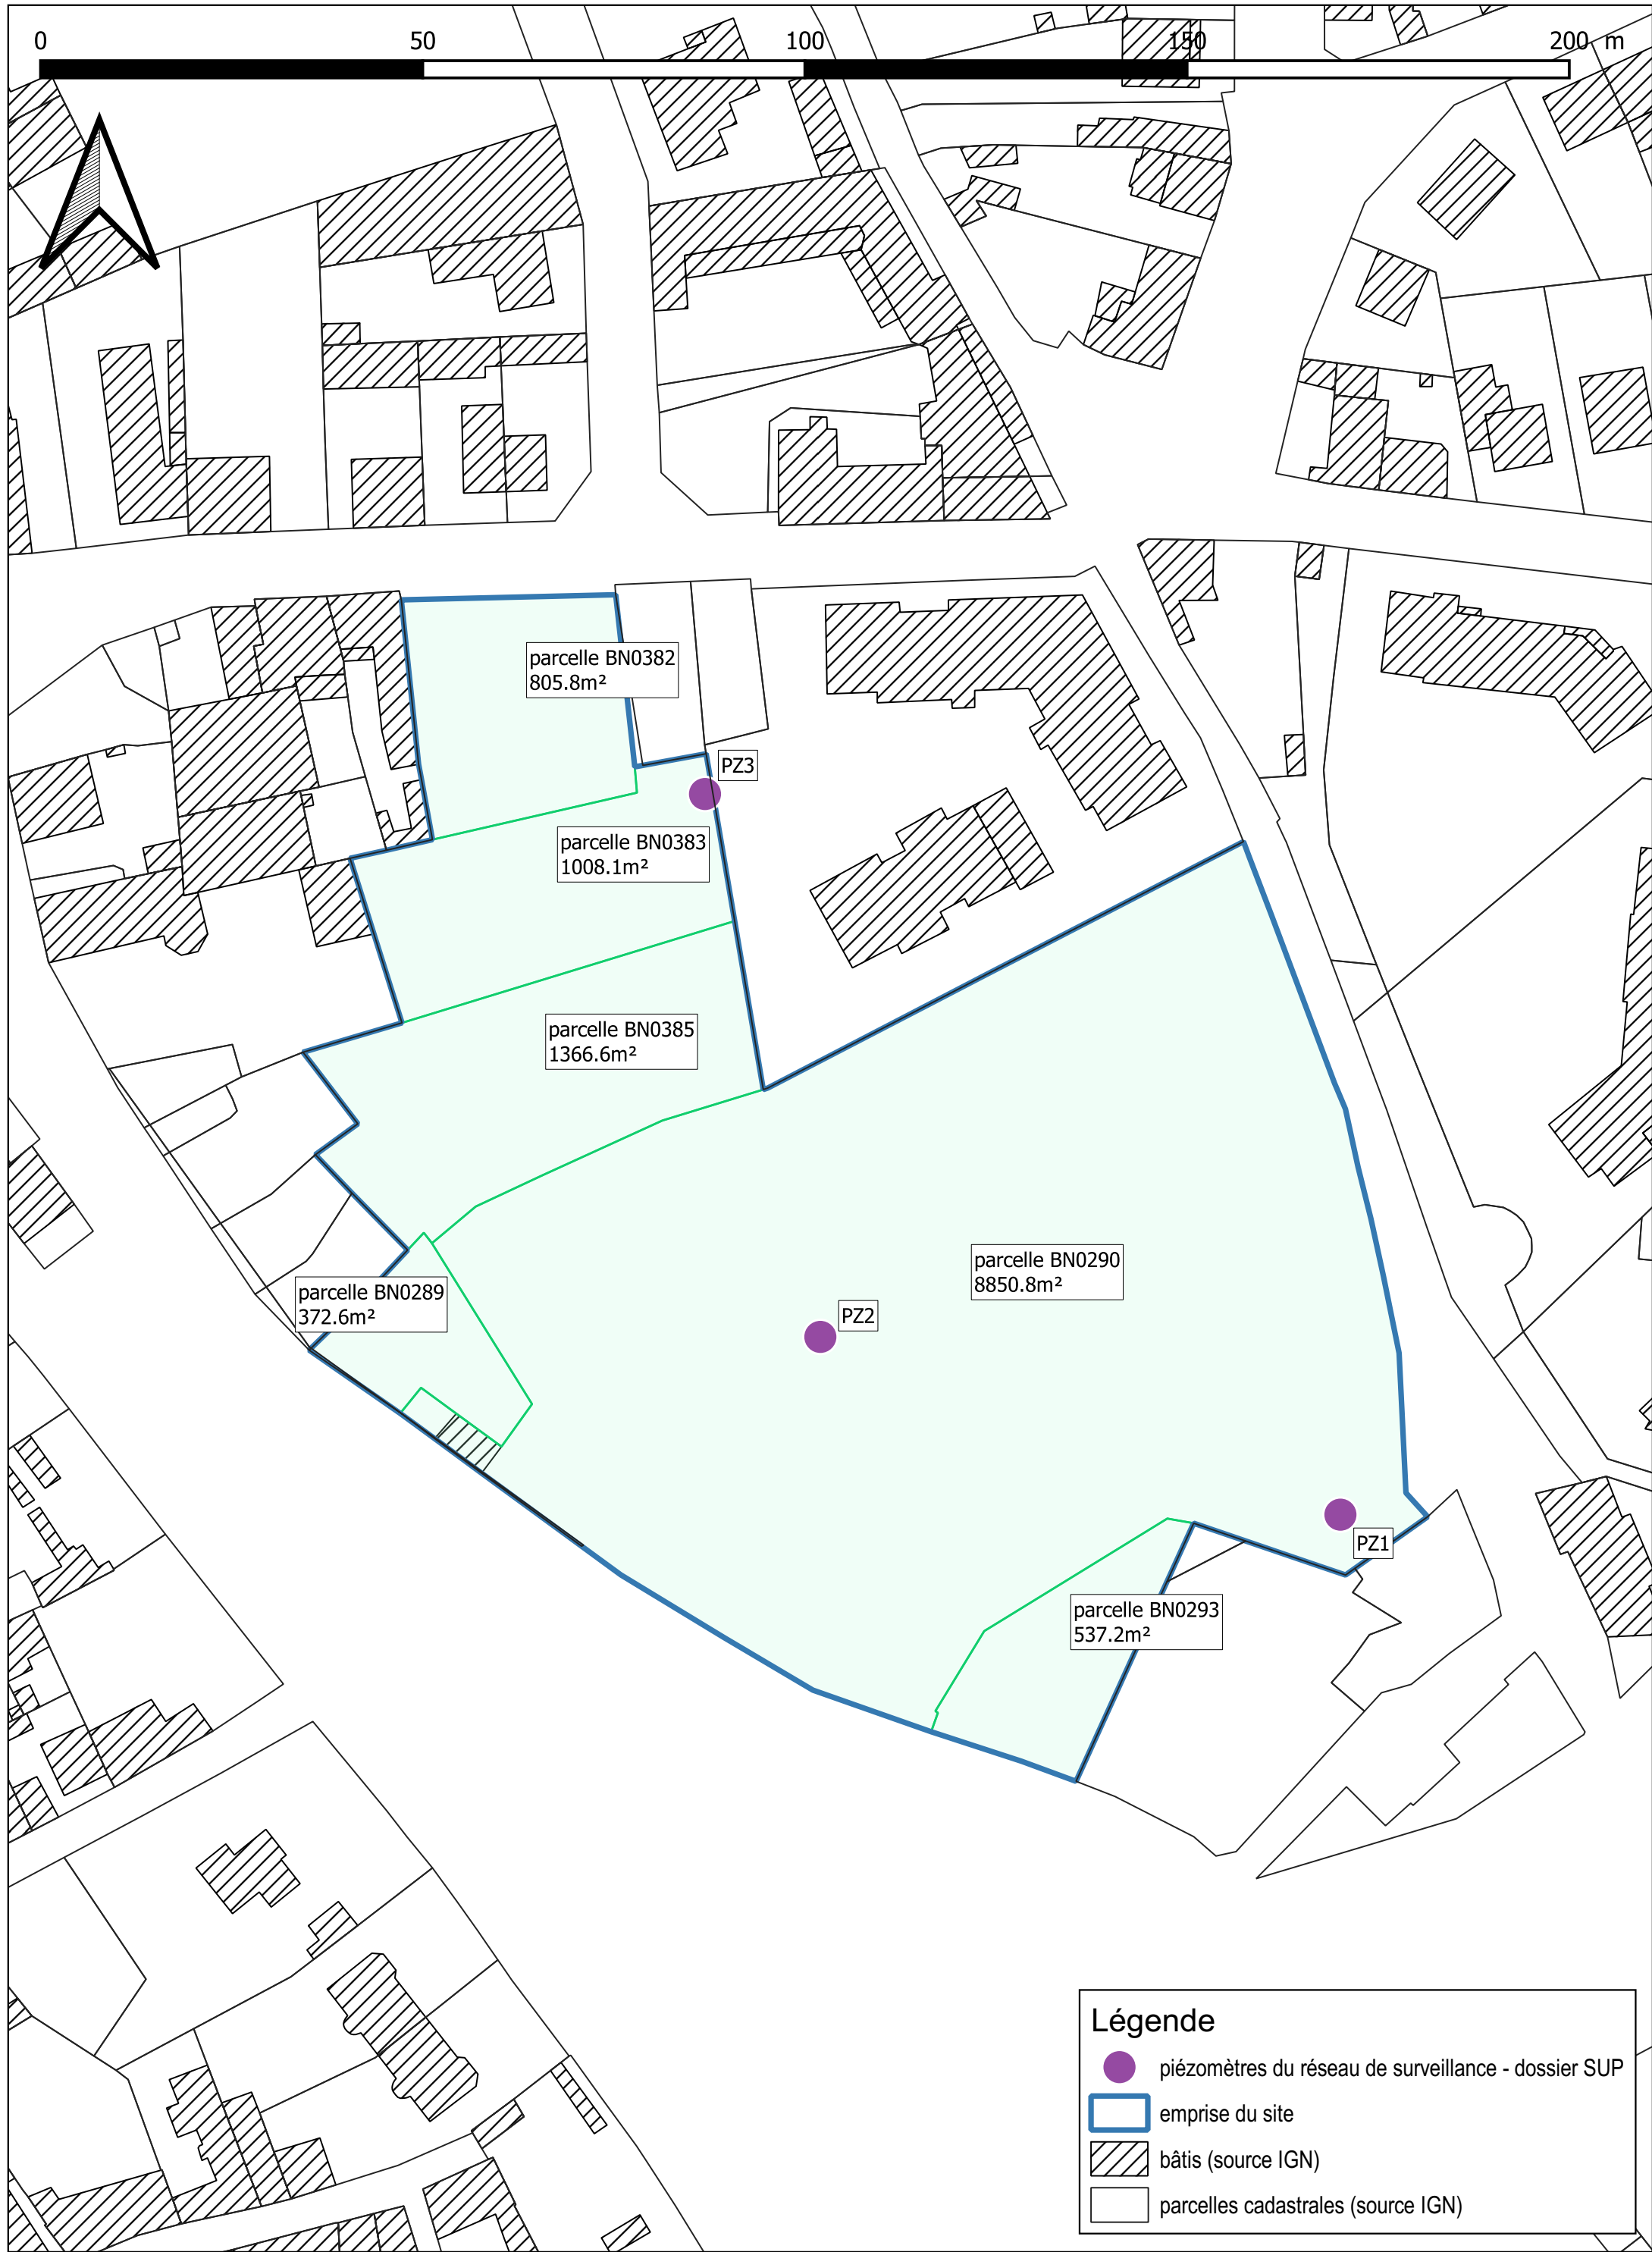 0 50 100 150 200 m
parcelle BN0382
805.8m²
PZ3
parcelle BN0383
1008.1m²
parcelle BN0385
1366.6m²
parcelle BN0290
8850.8m²
parcelle BN0289
372.6m²
PZ2
PZ1
parcelle BN0293
537.2m²
Légende
piézomètres du réseau de surveillance - dossier SUP
emprise du site
bâtis (source IGN)
parcelles cadastrales (source IGN)